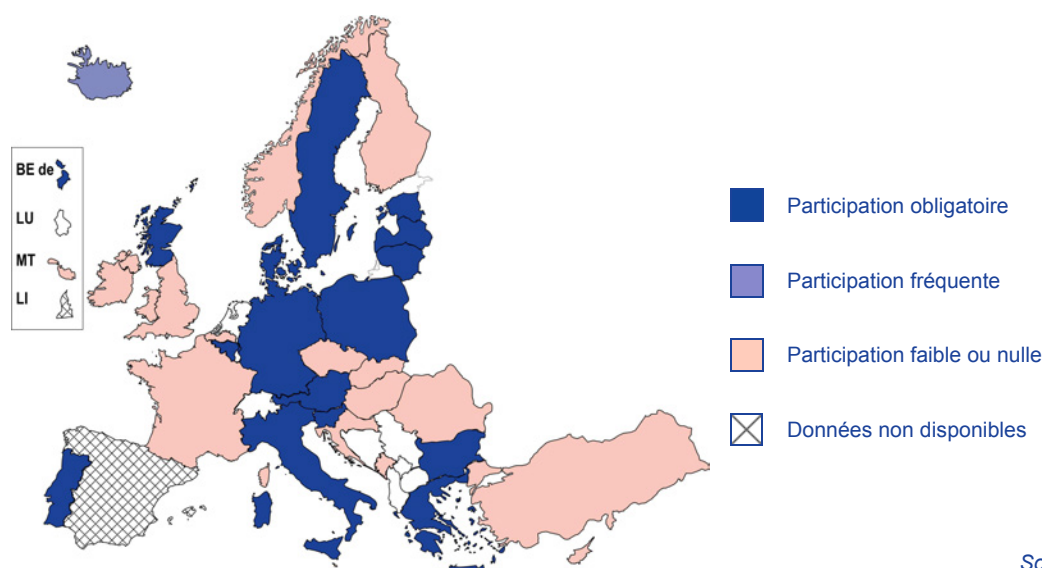 BE de
LU
MT
LI
Participation obligatoire
Participation fréquente
Participation faible ou nulle
Données non disponibles